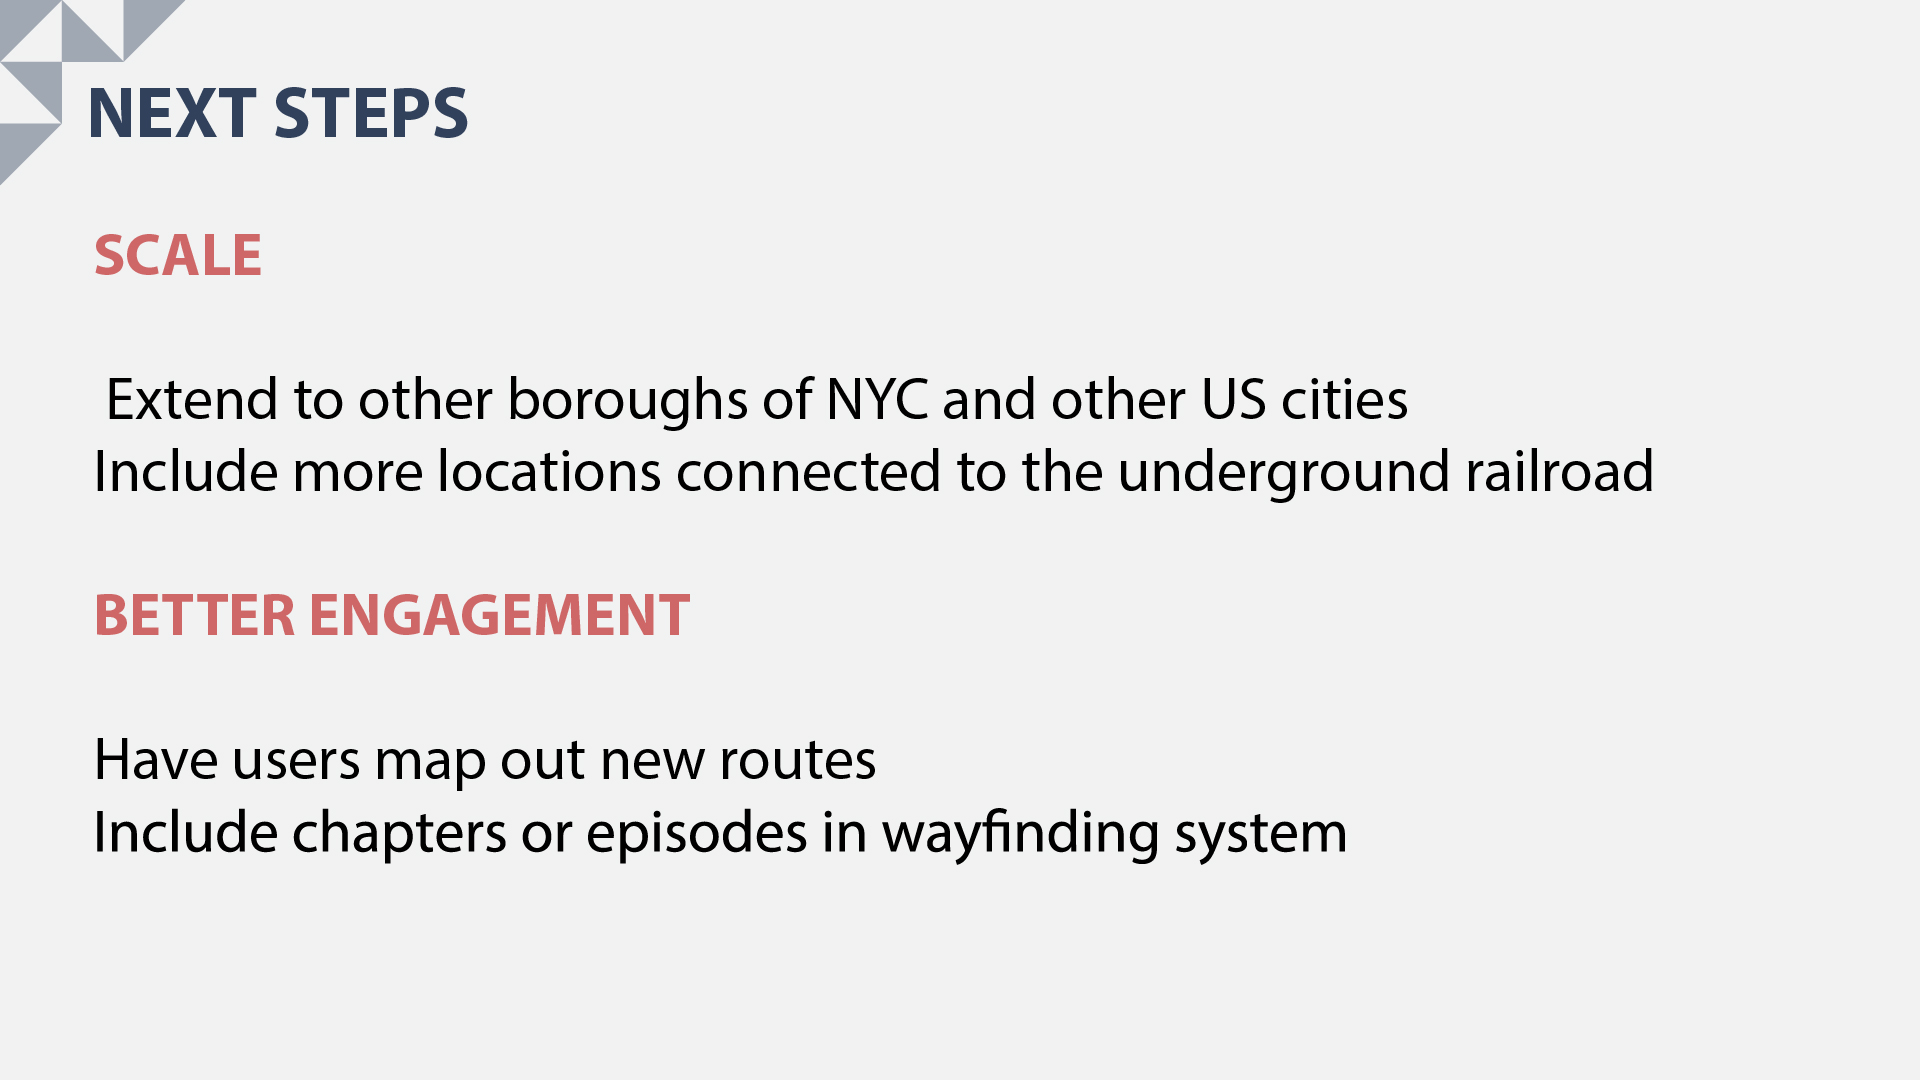 NEXT STEPS
SCALE
Extend to other boroughs of NYC and other US cities
Include more locations connected to the underground railroad
BETTER ENGAGEMENT
Have users map out new routes
Include chapters or episodes in wayfinding system